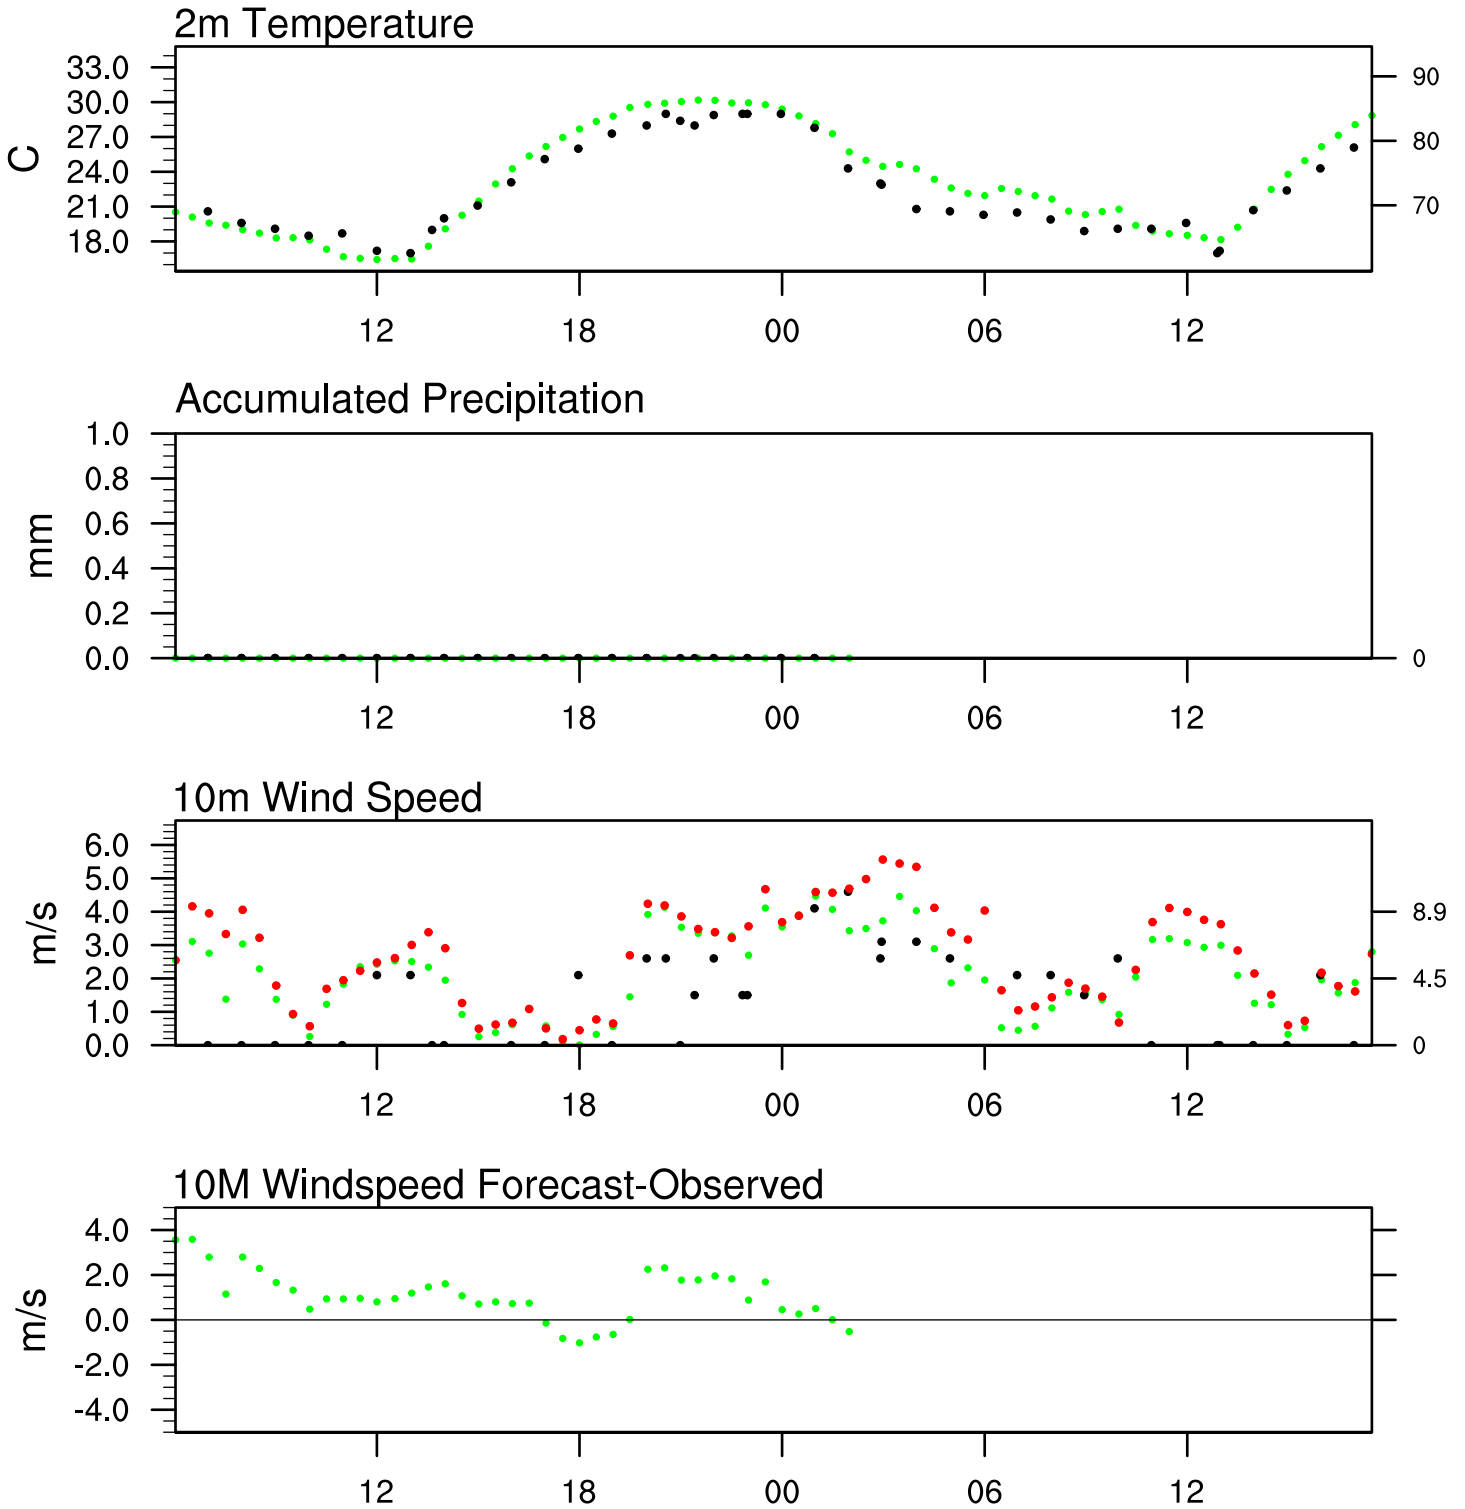 2m Temperature
33.0
30.0
27.0
24.0
21.0
18.0
C
90
80
70
12 18 00 06 12
Accumulated Precipitation
1.0
0.8
0.6
0.4
0.2
0.0
mm
0
12 18 00 06 12
10m Wind Speed
6.0
5.0
4.0
3.0
2.0
1.0
0.0
m/s
8.9
4.5
0
12 18 00 06 12
10M Windspeed Forecast-Observed
4.0
2.0
0.0
-2.0
-4.0
m/s
12 18 00 06 12